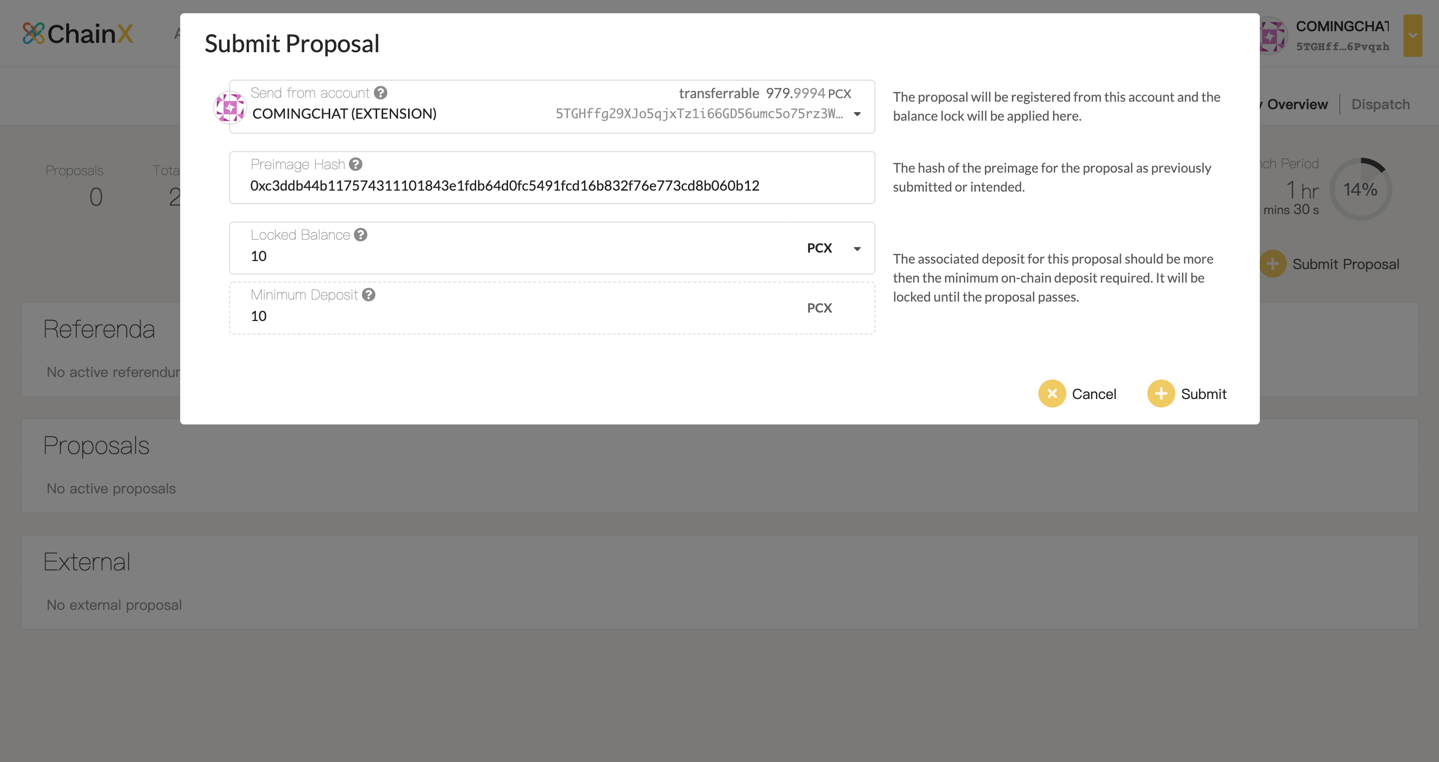 ChainX
Submit Proposal
COMINGCHAT
5TGHff…6Pvqzh
Send from account
transferrable 979.9994 PCX
COMINGCHAT (EXTENSION)
5TGHffg29XJo5qjxTz1i66GD56umc5o75rz3W…
The proposal will be registered from this account and the
balance lock will be applied here.
Overview
Dispatch
Preimage Hash
0xc3ddb44b117574311101843e1fdb64d0fc5491fcd16b832f76e773cd8b060b12
The hash of the preimage for the proposal as previously
submitted or intended.
Proposals
0
2
Period
1 hr
mins 30 s
14%
Locked Balance
10
PCX
Minimum Deposit
10
PCX
The associated deposit for this proposal should be more
then the minimum on-chain deposit required. It will be
locked until the proposal passes.
Submit Proposal
Cancel
Submit
Referenda
No active
Proposals
No active proposals
External
No external proposal